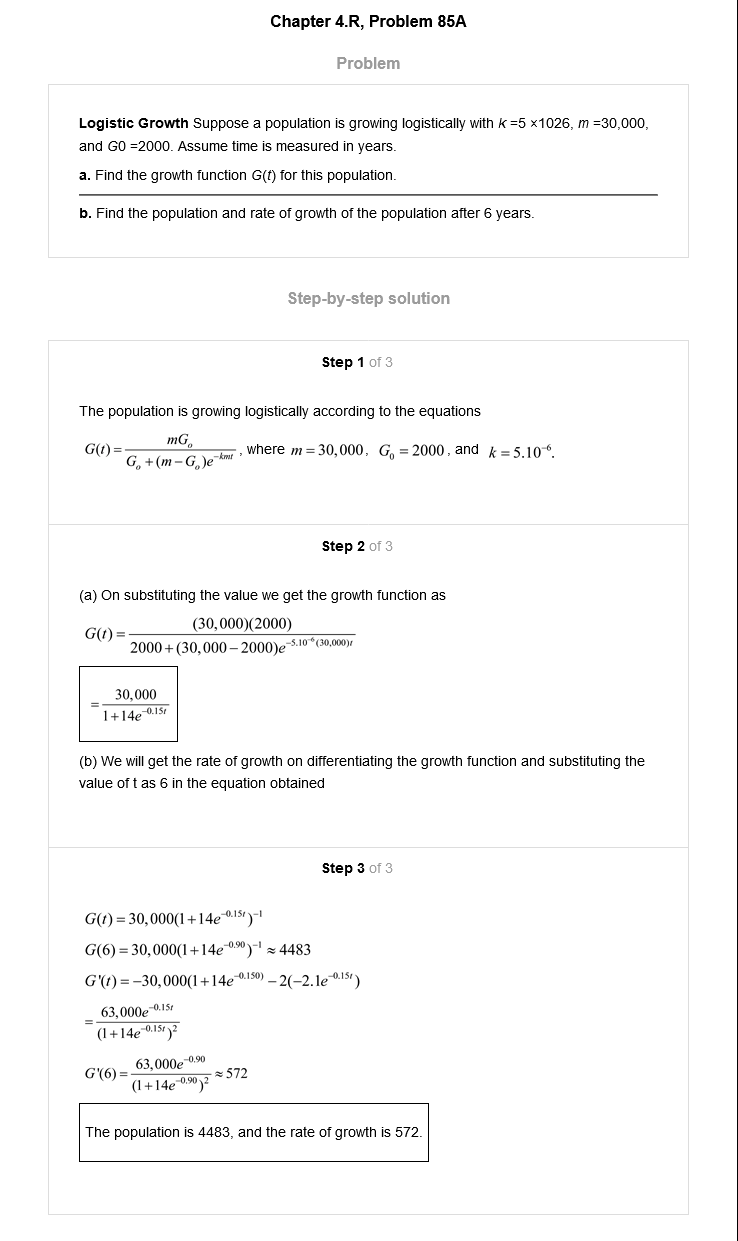 Chapter 4.R, Problem 85A
Problem
Logistic Growth Suppose a population is growing logistically with k =5 ×1026, m =30,000,
and G0 =2000. Assume time is measured in years.
a. Find the growth function G(t) for this population.
b. Find the population and rate of growth of the population after 6 years.
Step-by-step solution
Step 1 of 3
The population is growing logistically according to the equations
G(t) = mG_o / (G_o + (m − G_o)e^(−kmt)), where m = 30,000, G_0 = 2000, and k = 5.10^−6.
Step 2 of 3
(a) On substituting the value we get the growth function as
G(t) = (30,000)(2000) / (2000 + (30,000 − 2000)e^(−5.10^−6(30,000)t))
= 30,000 / (1 + 14e^(−0.15t))
(b) We will get the rate of growth on differentiating the growth function and substituting the
value of t as 6 in the equation obtained
Step 3 of 3
G(t) = 30,000(1 + 14e^(−0.15t))^−1
G(6) = 30,000(1 + 14e^(−0.90))^−1 ≈ 4483
G'(t) = −30,000(1 + 14e^(−0.150)) − 2(−2.1e^(−0.15t))
= 63,000e^(−0.15t) / (1 + 14e^(−0.15t))^2
G'(6) = 63,000e^(−0.90) / (1 + 14e^(−0.90))^2 ≈ 572
The population is 4483, and the rate of growth is 572.